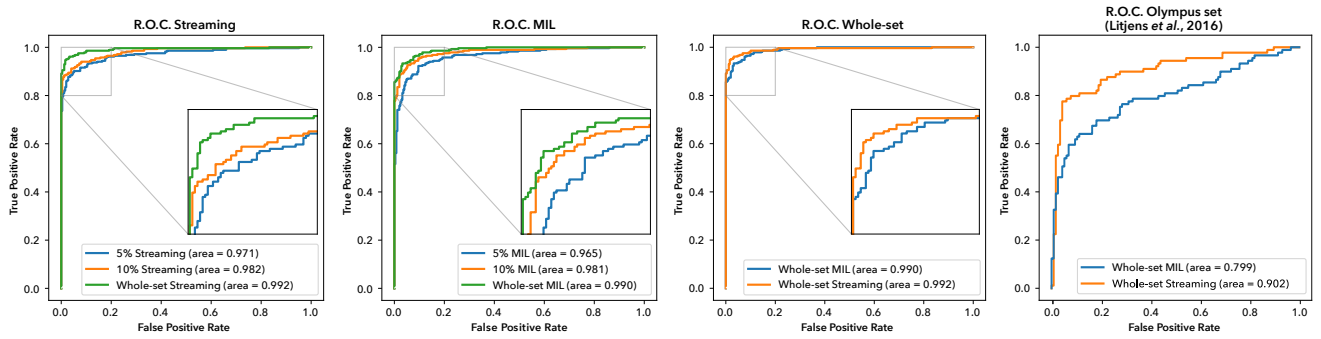 R.O.C. Streaming
True Positive Rate
1.0
0.8
0.6
0.4
0.2
0.0
5% Streaming (area = 0.971)
10% Streaming (area = 0.982)
Whole-set Streaming (area = 0.992)
0.0 0.2 0.4 0.6 0.8 1.0
False Positive Rate
R.O.C. MIL
True Positive Rate
1.0
0.8
0.6
0.4
0.2
0.0
5% MIL (area = 0.965)
10% MIL (area = 0.981)
Whole-set MIL (area = 0.990)
0.0 0.2 0.4 0.6 0.8 1.0
False Positive Rate
R.O.C. Whole-set
True Positive Rate
1.0
0.8
0.6
0.4
0.2
0.0
Whole-set MIL (area = 0.990)
Whole-set Streaming (area = 0.992)
0.0 0.2 0.4 0.6 0.8 1.0
False Positive Rate
R.O.C. Olympus set
(Litjens et al., 2016)
True Positive Rate
1.0
0.8
0.6
0.4
0.2
0.0
Whole-set MIL (area = 0.799)
Whole-set Streaming (area = 0.902)
0.0 0.2 0.4 0.6 0.8 1.0
False Positive Rate